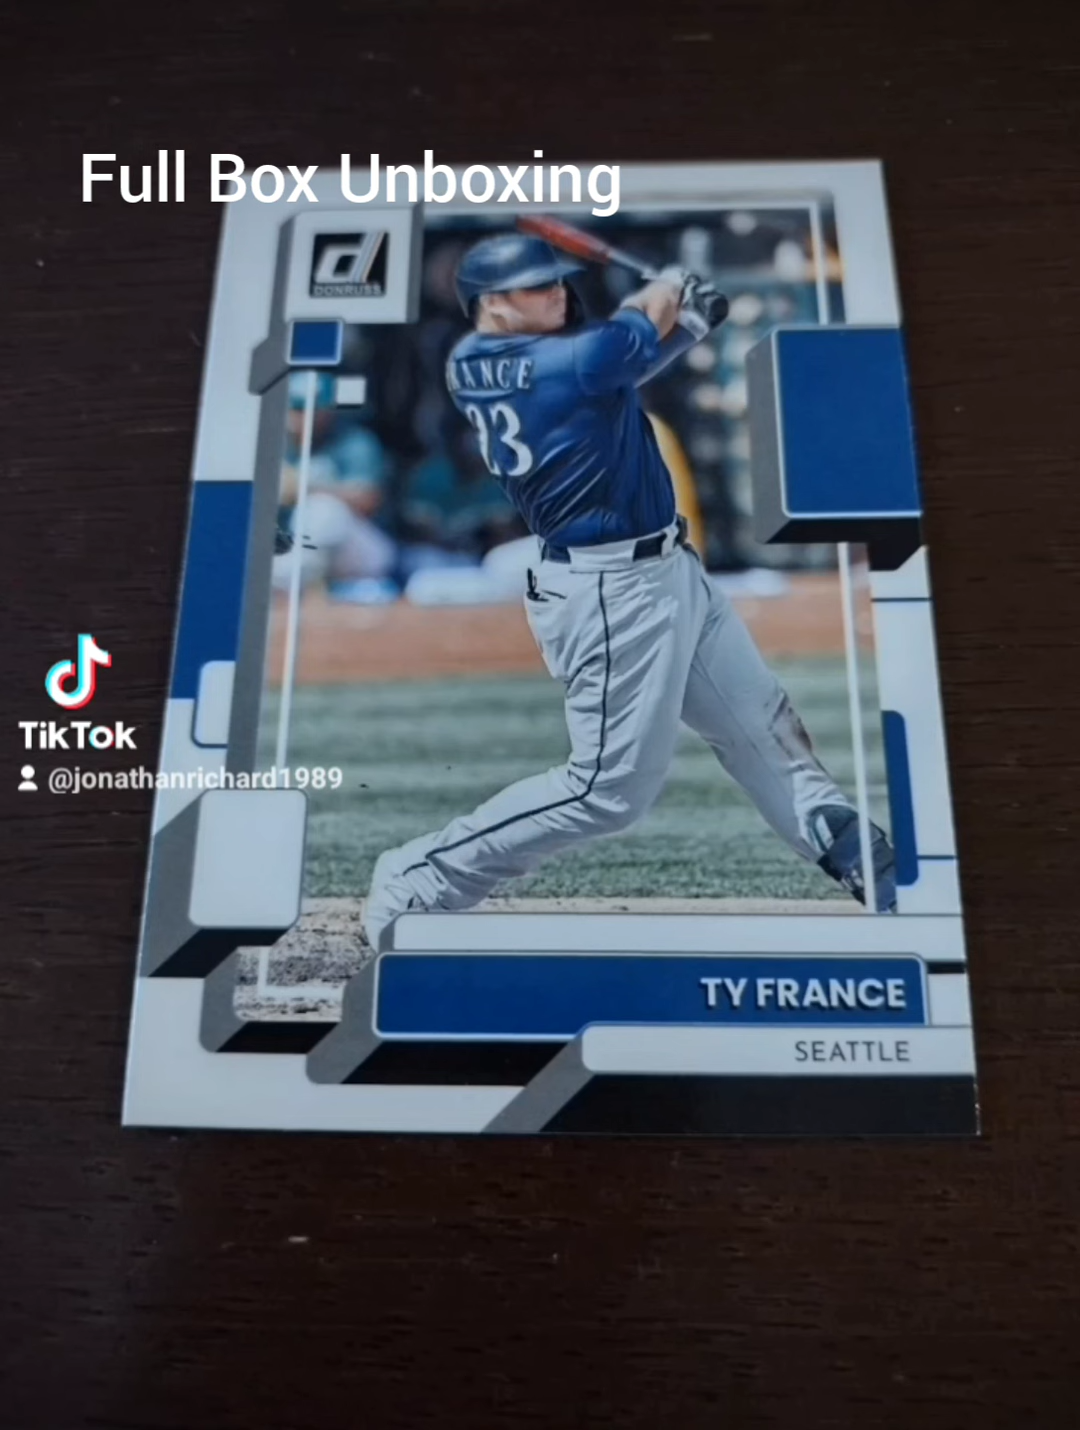 Full Box Unboxing
DONRUSS
FRANCE
23
TikTok
@jonathanrichard1989
TY FRANCE
SEATTLE